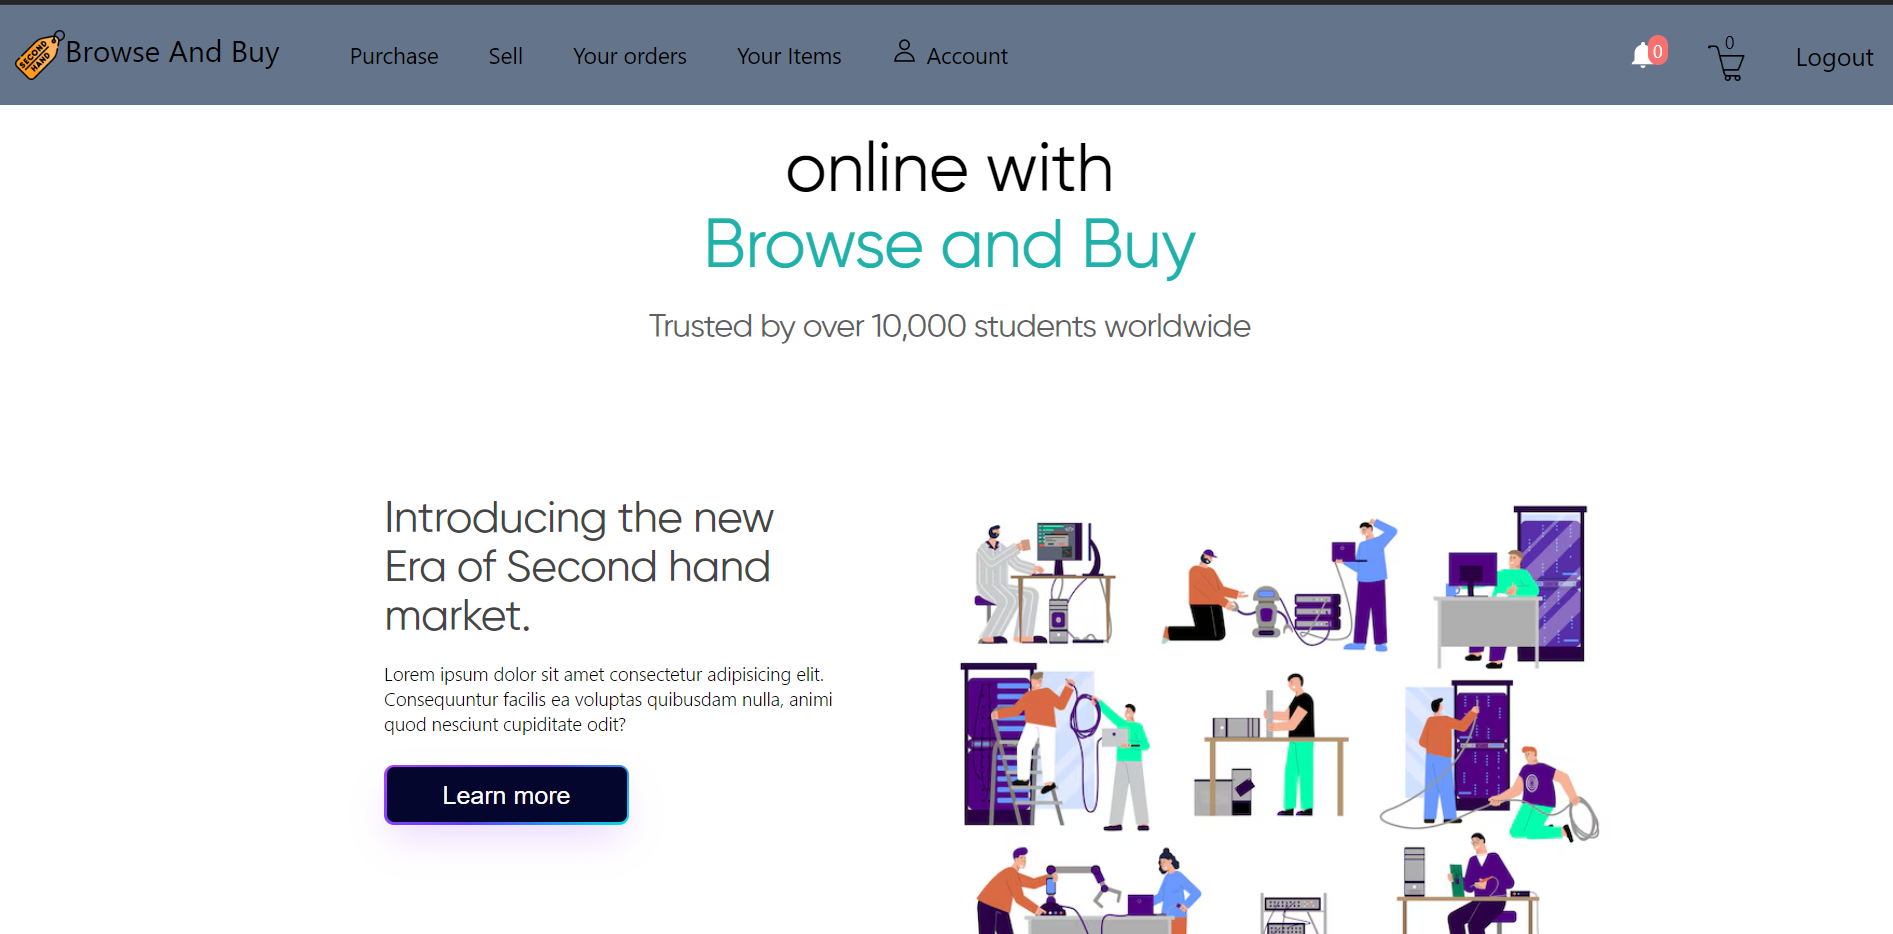 SECOND
HAND
Browse And Buy
Purchase
Sell
Your orders
Your Items
Account
0
0
Logout
online with
Browse and Buy
Trusted by over 10,000 students worldwide
Introducing the new
Era of Second hand
market.
Lorem ipsum dolor sit amet consectetur adipisicing elit.
Consequuntur facilis ea voluptas quibusdam nulla, animi
quod nesciunt cupiditate odit?
Learn more